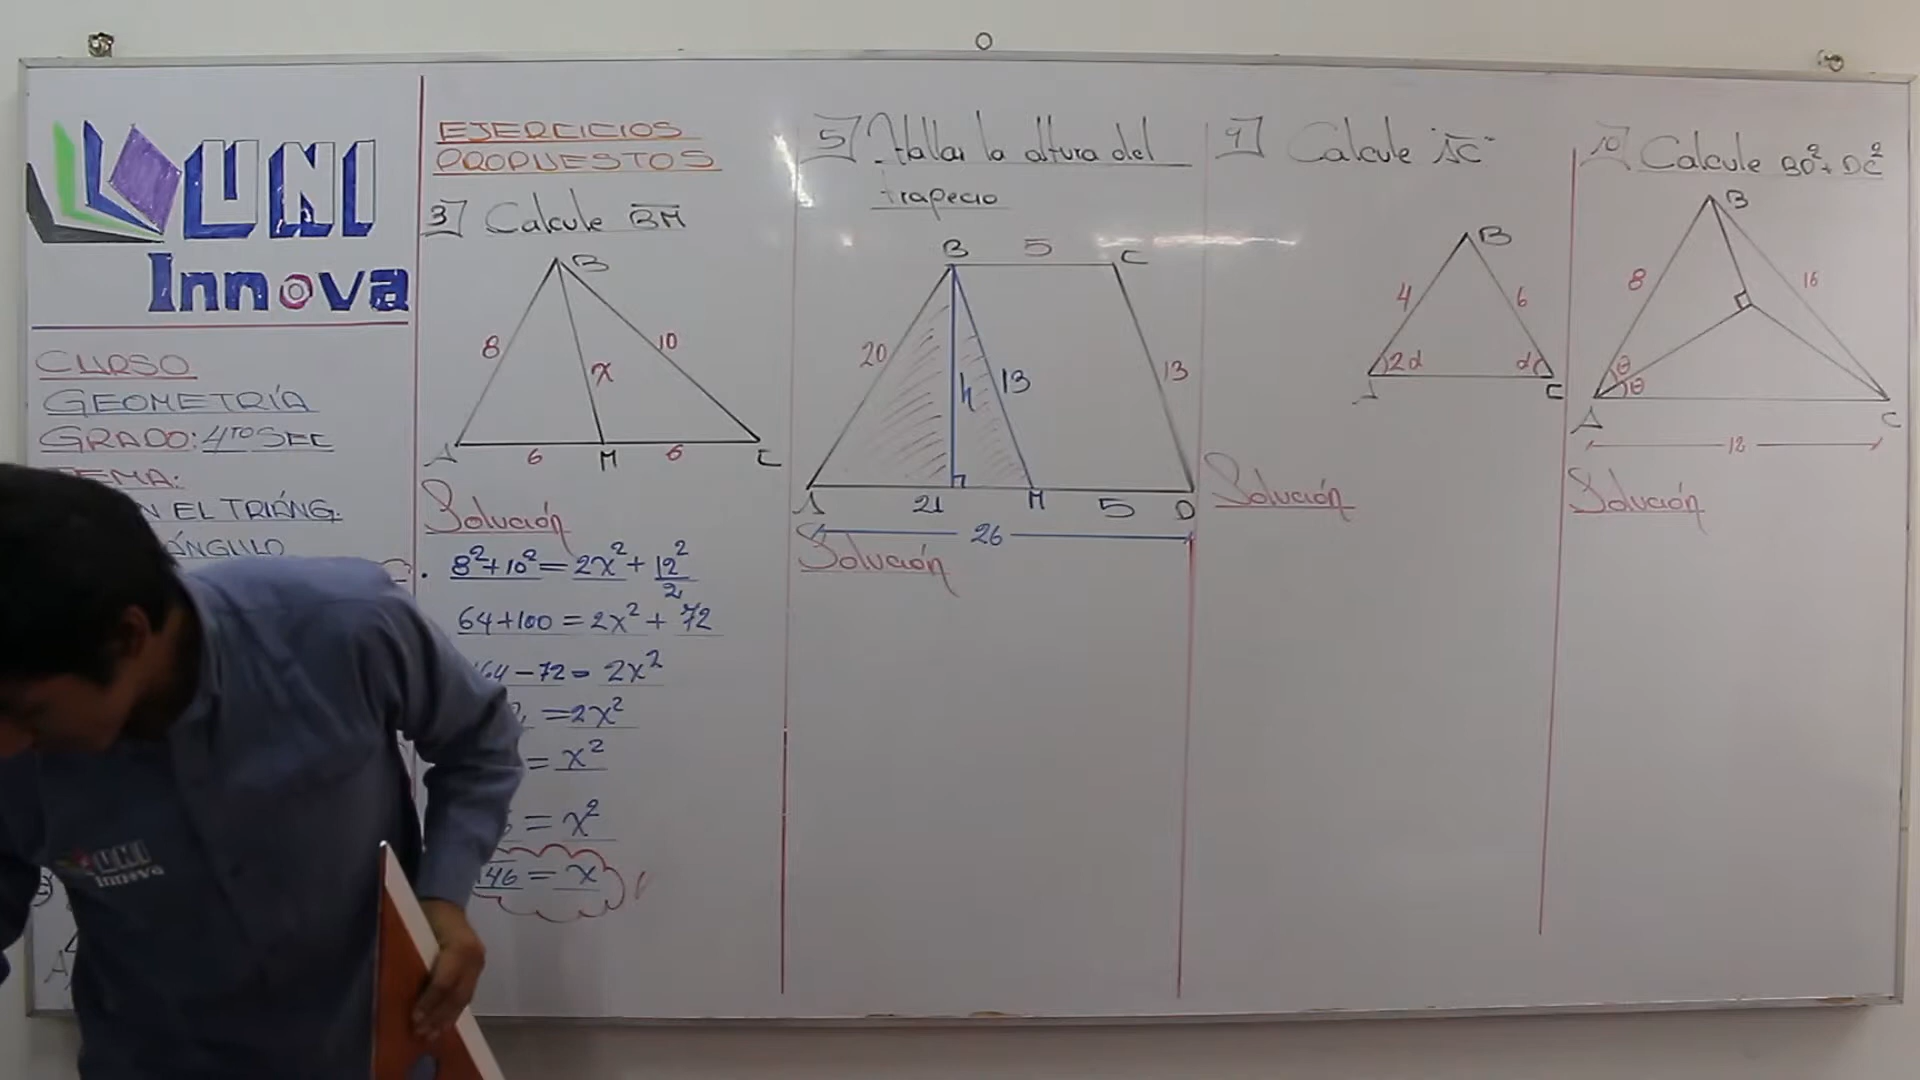 UNI
Innova
CURSO
GEOMETRÍA
GRADO: 4TO SEC
EL TRIÁNG.
UNI
Innova
EJERCICIOS
PROPUESTOS
3] Calcule BM
B
8
10
x
A
6
M
6
C
Solución
8²+10²=2x²+12²/2
64+100=2x²+72
-72=2x²
=2x²
=x²
=x²
46=x
5] Hallar la altura del
trapecio
B
5
C
20
h
13
13
A
21
M
5
D
26
Solución
9] Calcule "AC"
B
4
6
2α
α
A
C
Solución
10] Calcule BD²+DC²
B
8
16
θ
θ
A
C
12
Solución